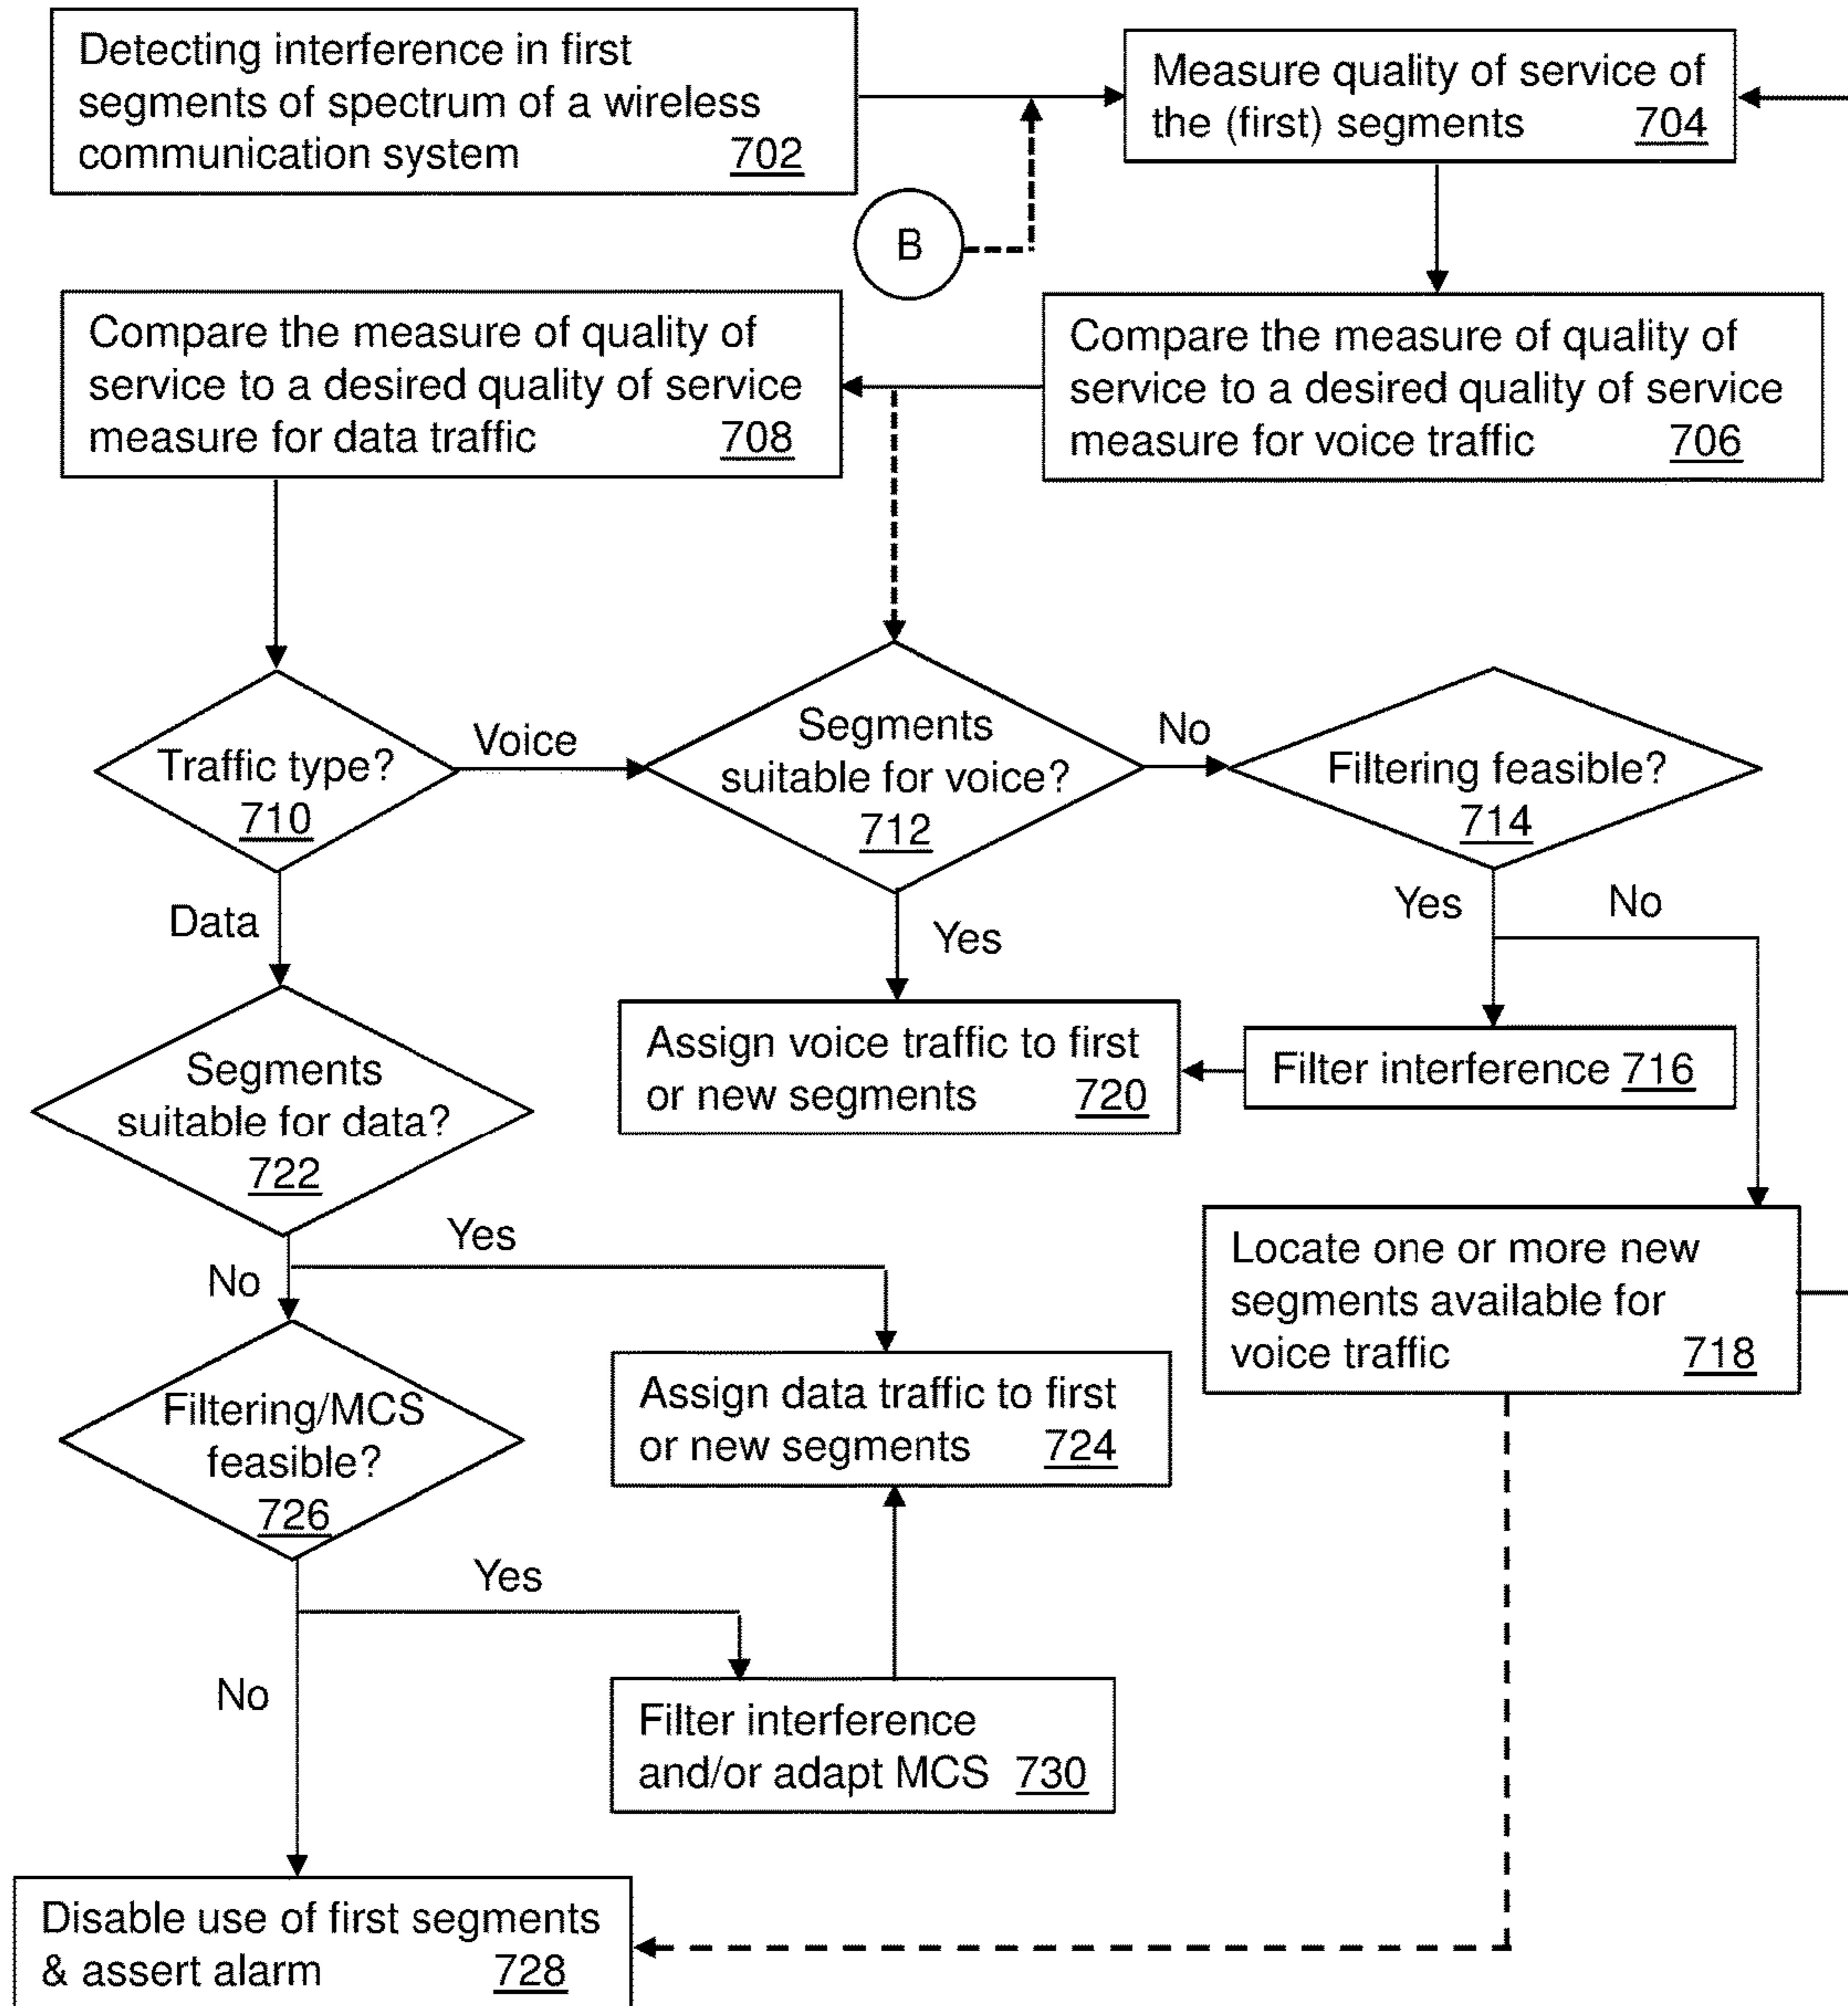 Detecting interference in first
segments of spectrum of a wireless
communication system 702
Measure quality of service of
the (first) segments 704
B
Compare the measure of quality of
service to a desired quality of service
measure for data traffic 708
Compare the measure of quality of
service to a desired quality of service
measure for voice traffic 706
Traffic type?
710
Voice
Segments
suitable for voice?
712
No
Filtering feasible?
714
Data
Yes
Yes
No
Segments
suitable for data?
722
Assign voice traffic to first
or new segments 720
Filter interference 716
Yes
No
Locate one or more new
segments available for
voice traffic 718
Filtering/MCS
feasible?
726
Assign data traffic to first
or new segments 724
Yes
No
Filter interference
and/or adapt MCS 730
Disable use of first segments
& assert alarm 728